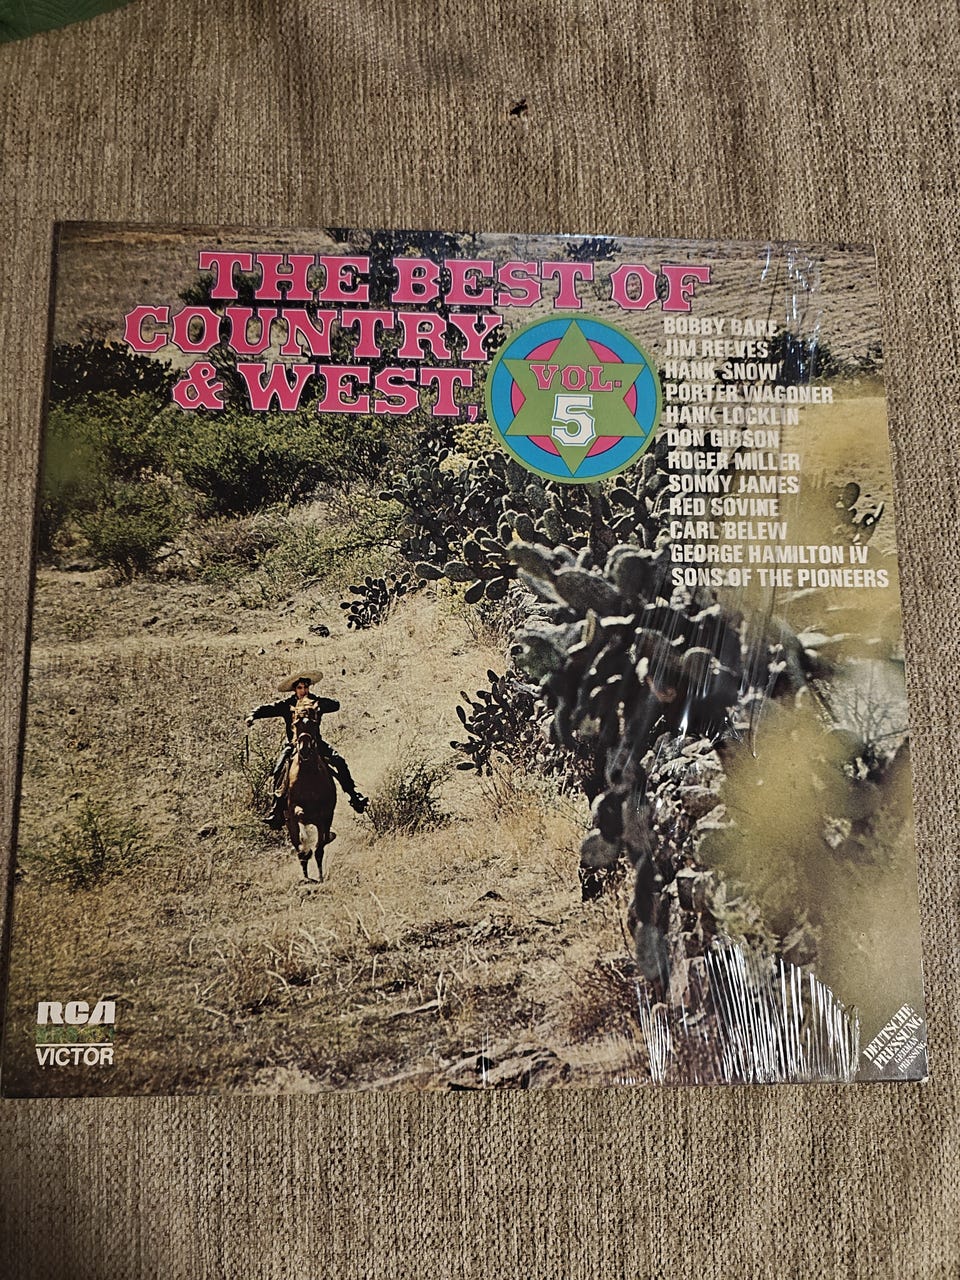 THE BEST OF
COUNTRY
& WEST,
VOL.
5
BOBBY BARE
JIM REEVES
HANK SNOW
PORTER WAGONER
HANK LOCKLIN
DON GIBSON
ROGER MILLER
SONNY JAMES
RED SOVINE
CARL BELEW
GEORGE HAMILTON IV
SONS OF THE PIONEERS
RCA
VICTOR
DEUTSCHE
PRESSUNG
GERMAN
PRESSING